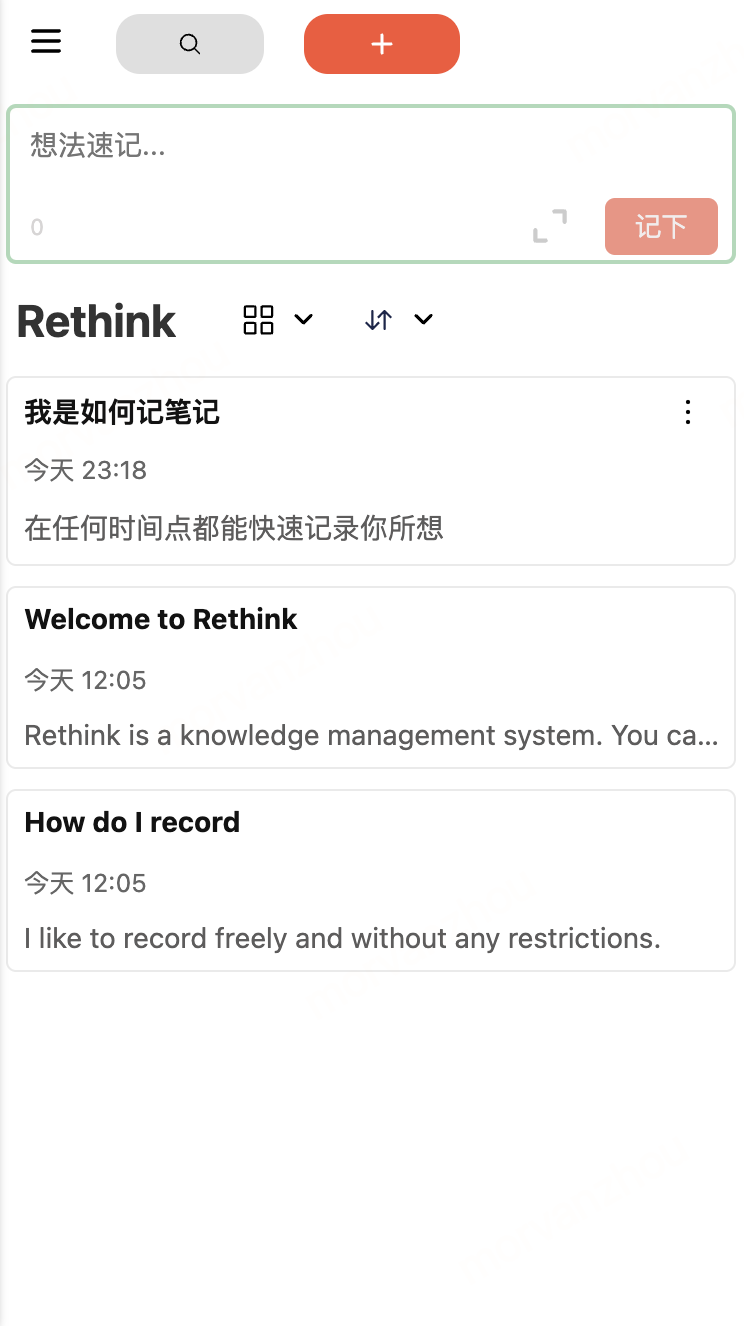 想法速记...
0
记下
Rethink
我是如何记笔记
今天 23:18
在任何时间点都能快速记录你所想
Welcome to Rethink
今天 12:05
Rethink is a knowledge management system. You ca...
How do I record
今天 12:05
I like to record freely and without any restrictions.